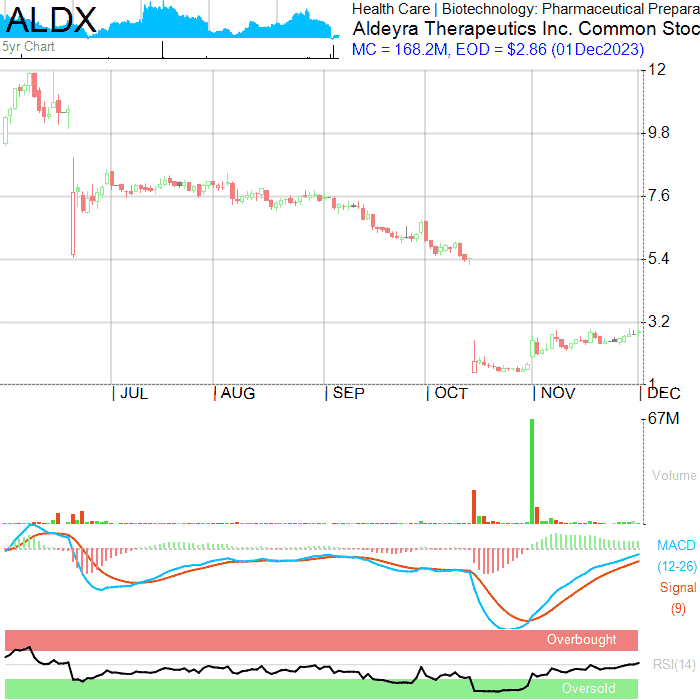 ALDX
5yr Chart
Health Care | Biotechnology: Pharmaceutical Prepara
Aldeyra Therapeutics Inc. Common Stoc
MC = 168.2M, EOD = $2.86 (01Dec2023)
12
9.8
7.6
5.4
3.2
1
JUL AUG SEP OCT NOV DEC
67M
Volume
MACD
(12-26)
Signal
(9)
Overbought
RSI(14)
Oversold